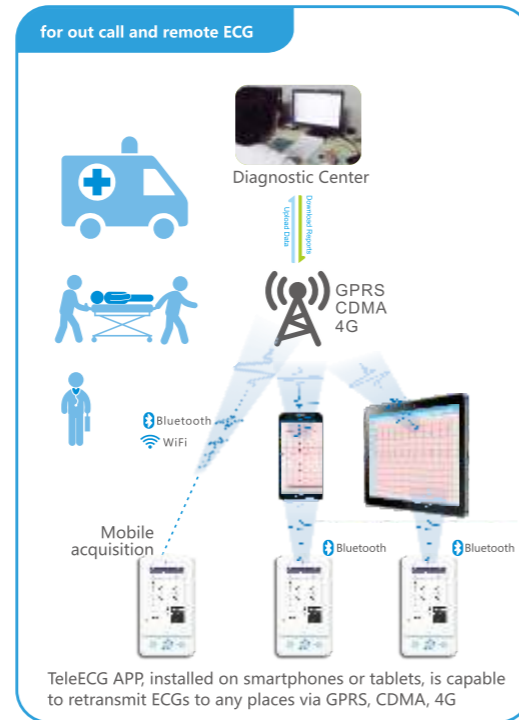 for out call and remote ECG
Diagnostic Center
Upload Data
Download Reports
GPRS
CDMA
4G
Bluetooth
WiFi
Mobile
acquisition
Bluetooth
Bluetooth
TeleECG APP, installed on smartphones or tablets, is capable
to retransmit ECGs to any places via GPRS, CDMA, 4G